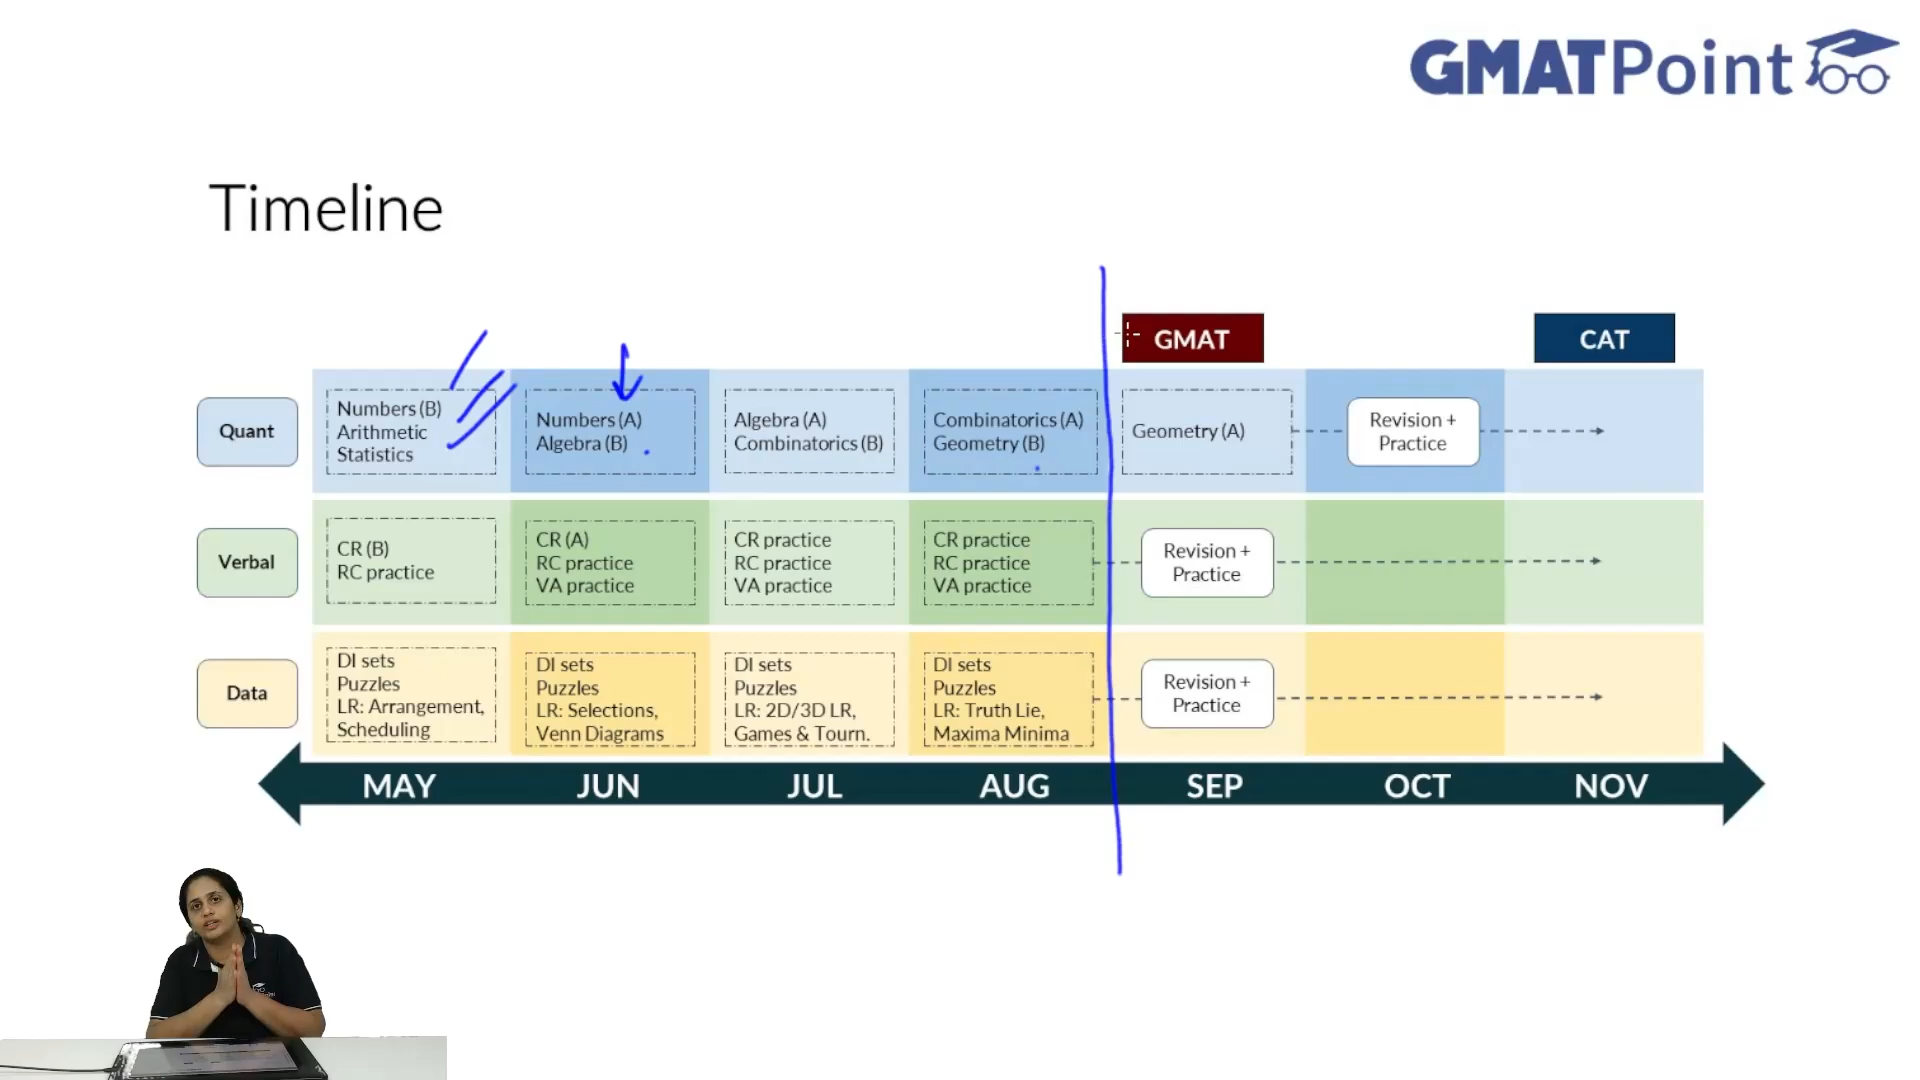 GMATPoint
Timeline
GMAT
CAT
Quant
Numbers (B)
Arithmetic
Statistics
Numbers (A)
Algebra (B)
Algebra (A)
Combinatorics (B)
Combinatorics (A)
Geometry (B)
Geometry (A)
Revision +
Practice
Verbal
CR (B)
RC practice
CR (A)
RC practice
VA practice
CR practice
RC practice
VA practice
CR practice
RC practice
VA practice
Revision +
Practice
Data
DI sets
Puzzles
LR: Arrangement,
Scheduling
DI sets
Puzzles
LR: Selections,
Venn Diagrams
DI sets
Puzzles
LR: 2D/3D LR,
Games & Tourn.
DI sets
Puzzles
LR: Truth Lie,
Maxima Minima
Revision +
Practice
MAY
JUN
JUL
AUG
SEP
OCT
NOV